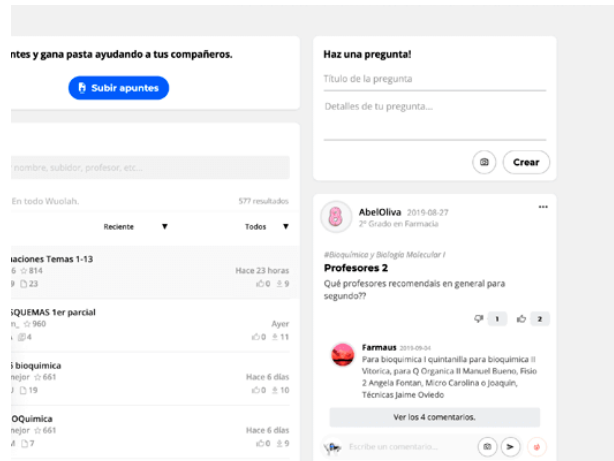 ntes y gana pasta ayudando a tus compañeros.
Subir apuntes
nombre, subidor, profesor, etc...
En todo Wuolah.
577 resultados
Reciente ▼
Todos ▼
uaciones Temas 1-13
6 ☆ 814
Hace 23 horas
9 23
0 9
SQUEMAS 1er parcial
n_ ☆ 960
Ayer
4
0 11
bioquimica
mejor ☆ 661
Hace 6 días
19
0 10
OQuimica
mejor ☆ 661
Hace 6 días
7
0 9
Haz una pregunta!
Título de la pregunta
Detalles de tu pregunta...
Crear
AbelOliva 2019-08-27
2º Grado en Farmacia
#Bioquímica y Biología Molecular I
Profesores 2
Qué profesores recomendais en general para
segundo??
1 2
Farmaus 2019-09-04
Para bioquimica I quintanilla para bioquimica II
Vitorica, para Q Organica II Manuel Bueno, Fisio
2 Angela Fontan, Micro Carolina o Joaquin,
Técnicas Jaime Oviedo
Ver los 4 comentarios.
Escribe un comentario...